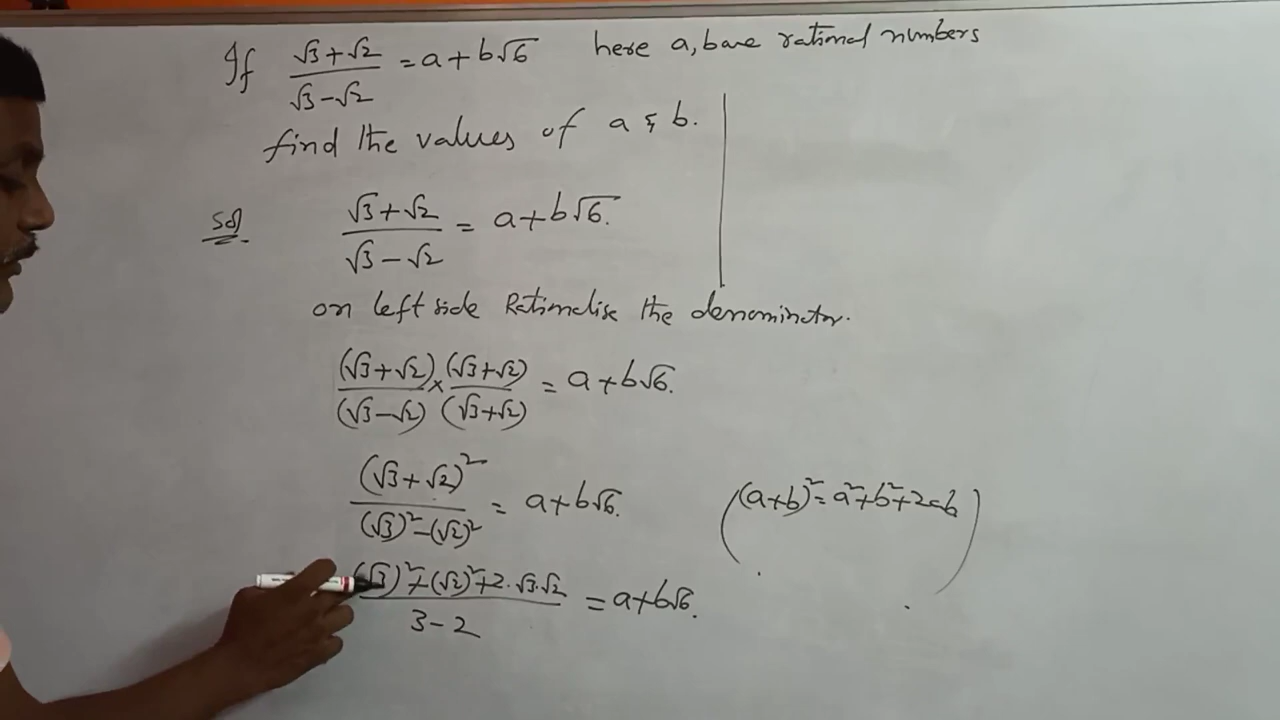 If (√3+√2)/(√3-√2) = a+b√6 here a, b are rational numbers
find the values of a & b.
Sol (√3+√2)/(√3-√2) = a+b√6.
on left side Rationalise the denominator.
(√3+√2)/(√3-√2) × (√3+√2)/(√3+√2) = a+b√6.
(√3+√2)²/((√3)²-(√2)²) = a+b√6. ((a+b)² = a²+b²+2ab)
((√3)²+(√2)²+2.√3.√2)/(3-2) = a+b√6.